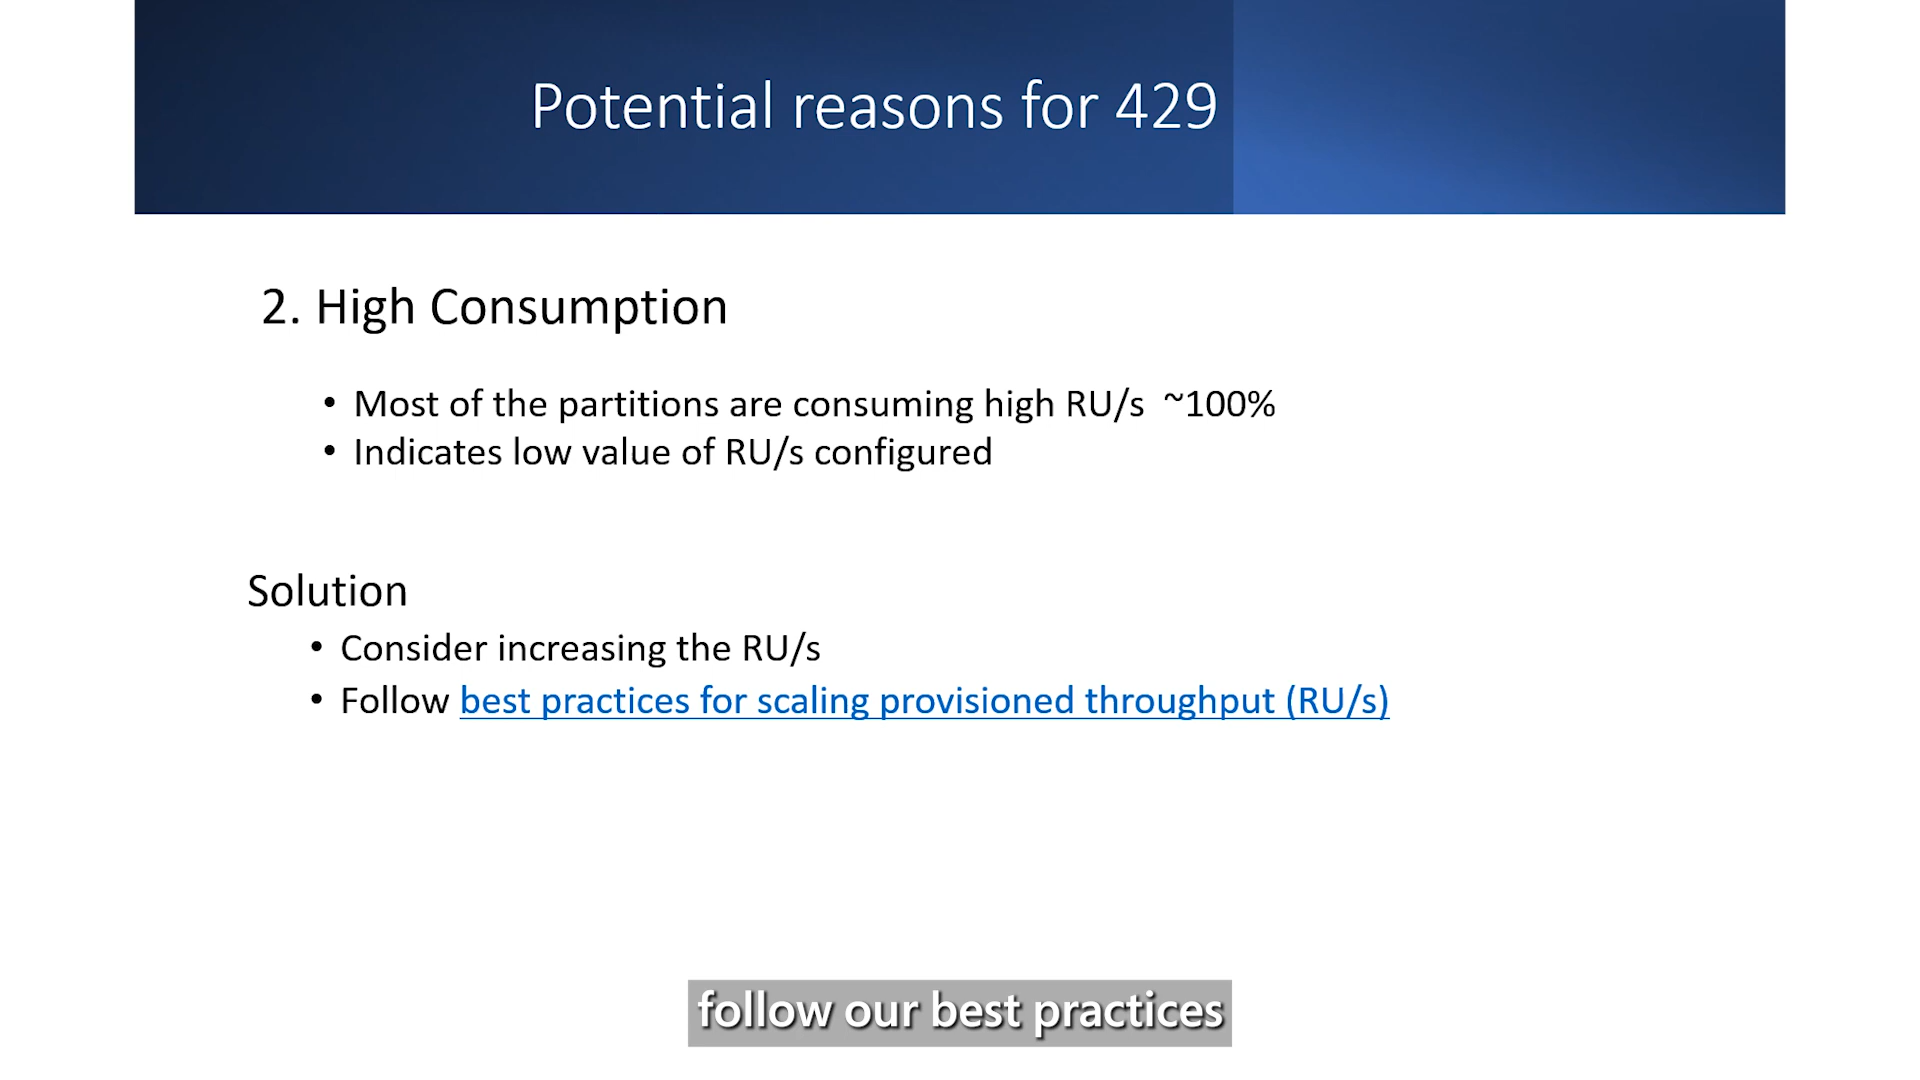 Potential reasons for 429
2. High Consumption
• Most of the partitions are consuming high RU/s ~100%
• Indicates low value of RU/s configured
Solution
• Consider increasing the RU/s
• Follow best practices for scaling provisioned throughput (RU/s)
follow our best practices